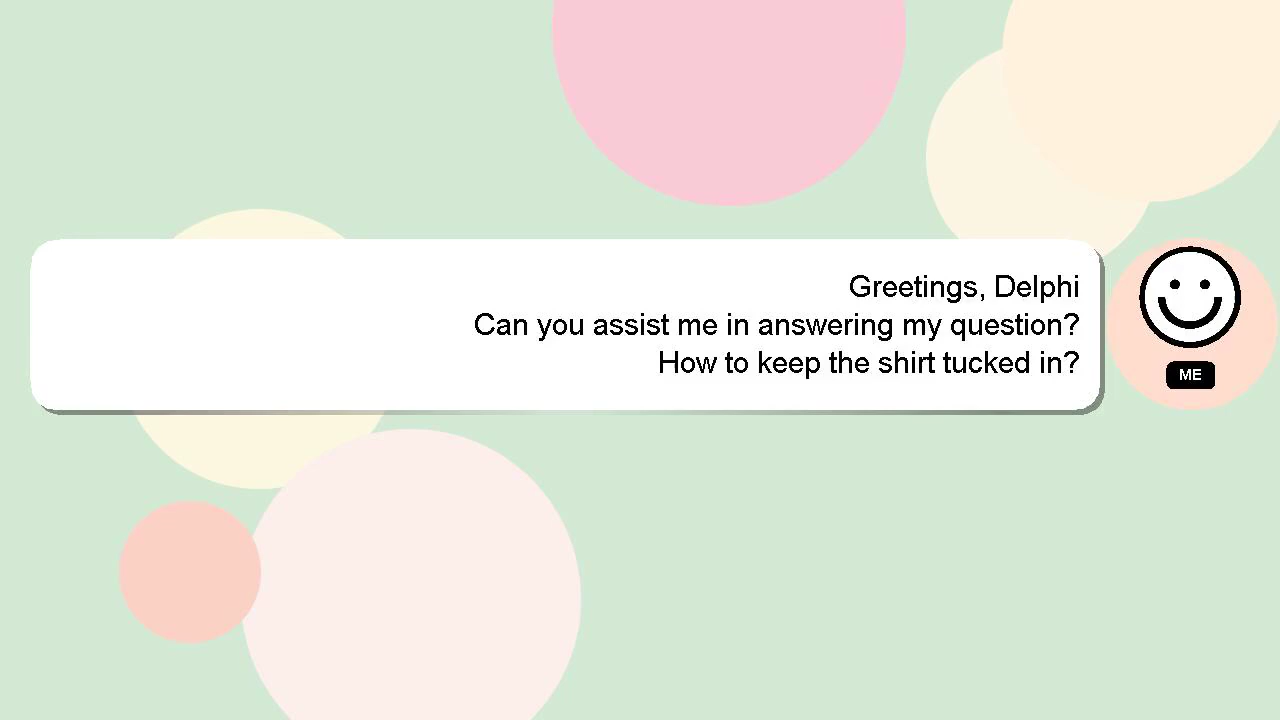 Greetings, Delphi
Can you assist me in answering my question?
How to keep the shirt tucked in?
ME